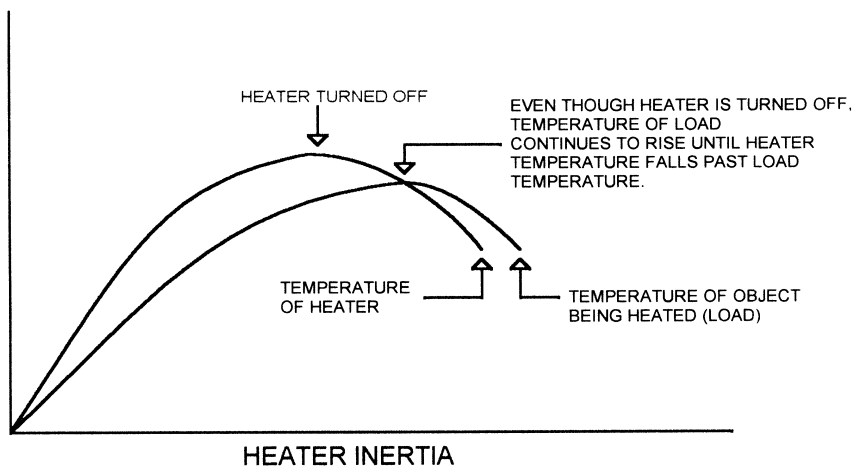 HEATER TURNED OFF
EVEN THOUGH HEATER IS TURNED OFF,
TEMPERATURE OF LOAD
CONTINUES TO RISE UNTIL HEATER
TEMPERATURE FALLS PAST LOAD
TEMPERATURE.
TEMPERATURE
OF HEATER
TEMPERATURE OF OBJECT
BEING HEATED (LOAD)
HEATER INERTIA